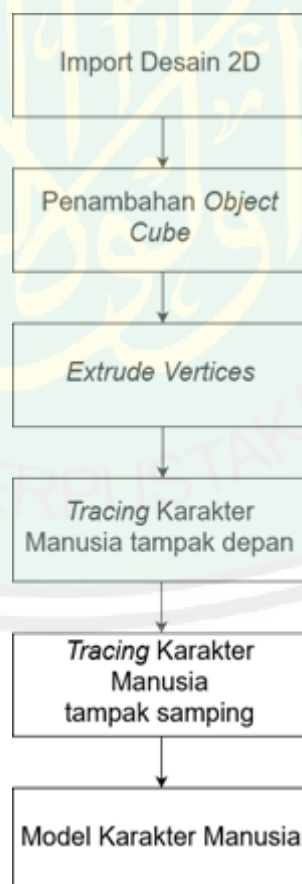 Import Desain 2D
Penambahan Object
Cube
Extrude Vertices
Tracing Karakter
Manusia tampak depan
Tracing Karakter
Manusia
tampak samping
Model Karakter Manusia